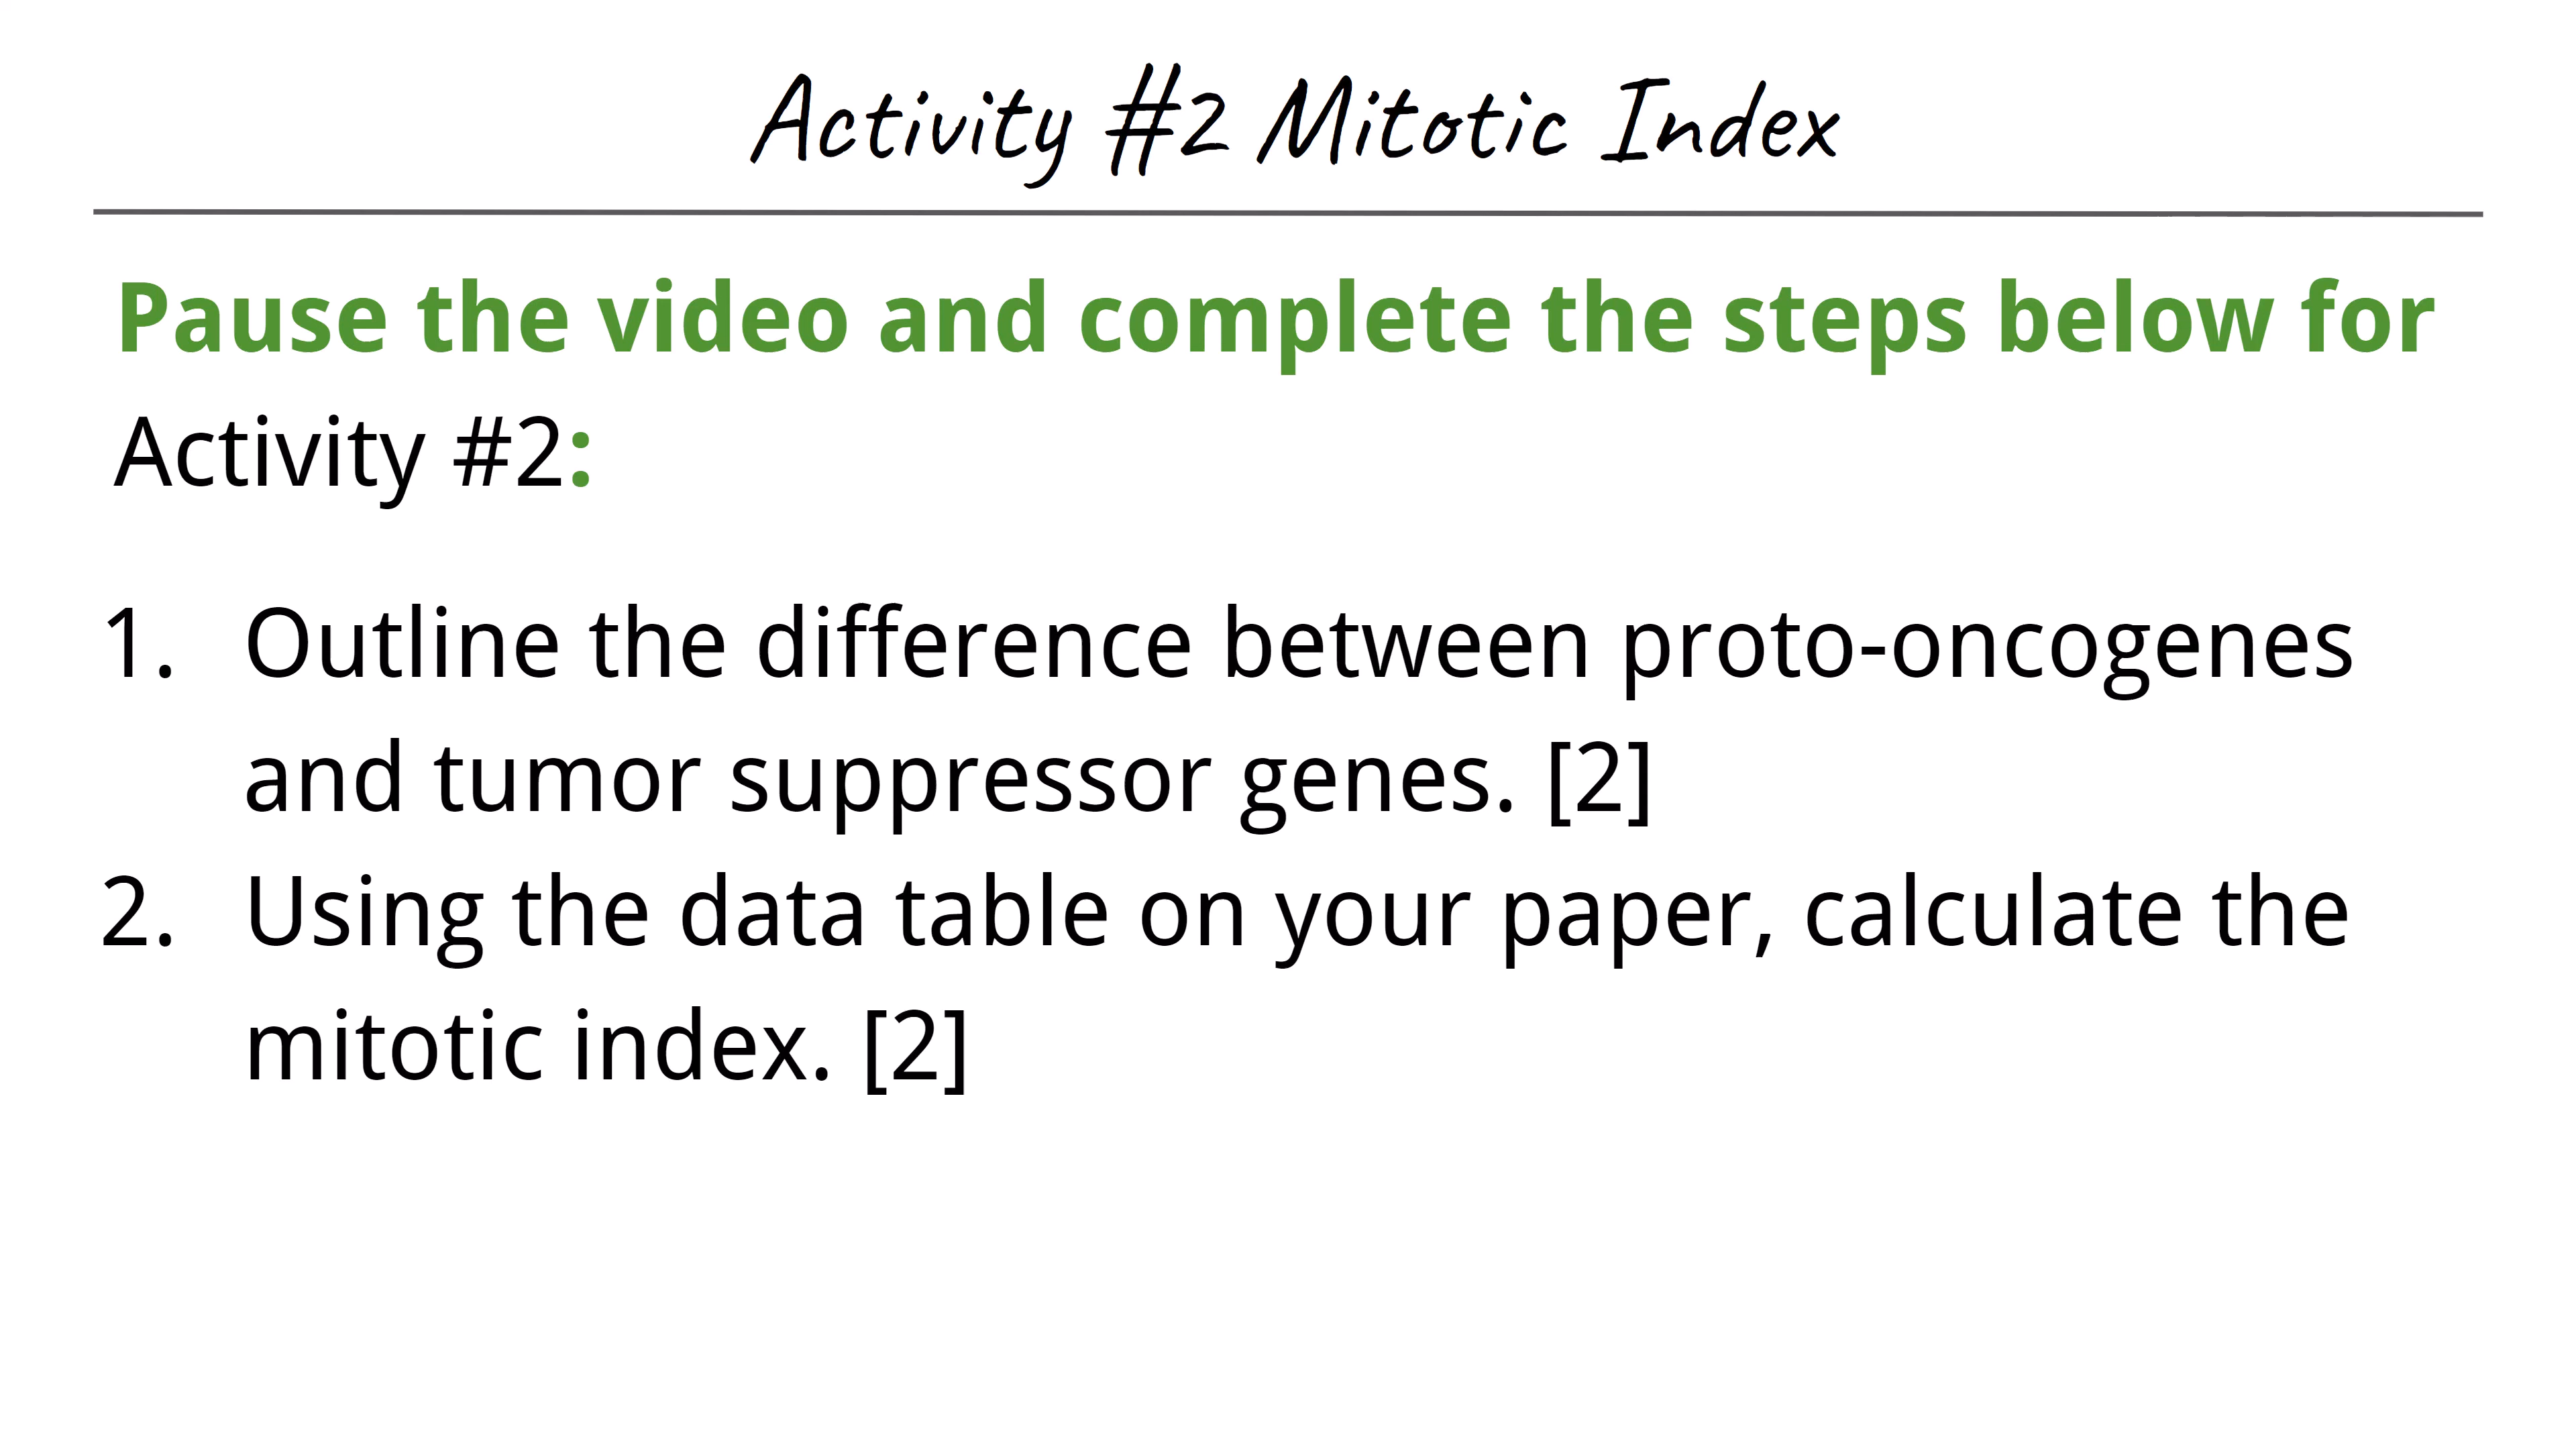 Activity #2 Mitotic Index
Pause the video and complete the steps below for
Activity #2:
1. Outline the difference between proto-oncogenes
and tumor suppressor genes. [2]
2. Using the data table on your paper, calculate the
mitotic index. [2]